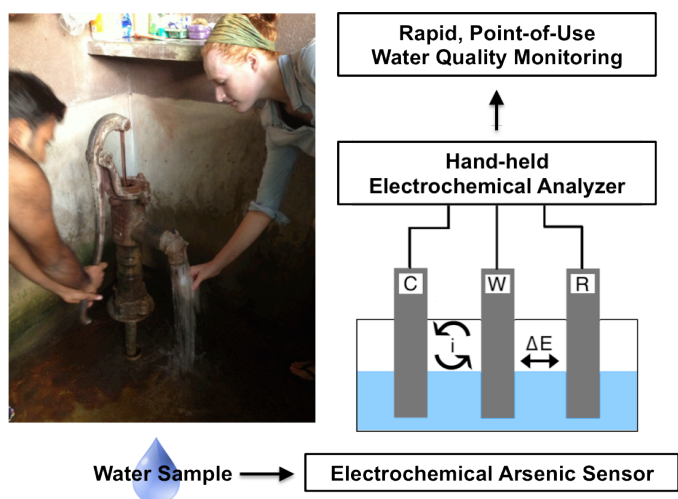 Rapid, Point-of-Use
Water Quality Monitoring
Hand-held
Electrochemical Analyzer
C
W
R
i
ΔE
Water Sample
Electrochemical Arsenic Sensor